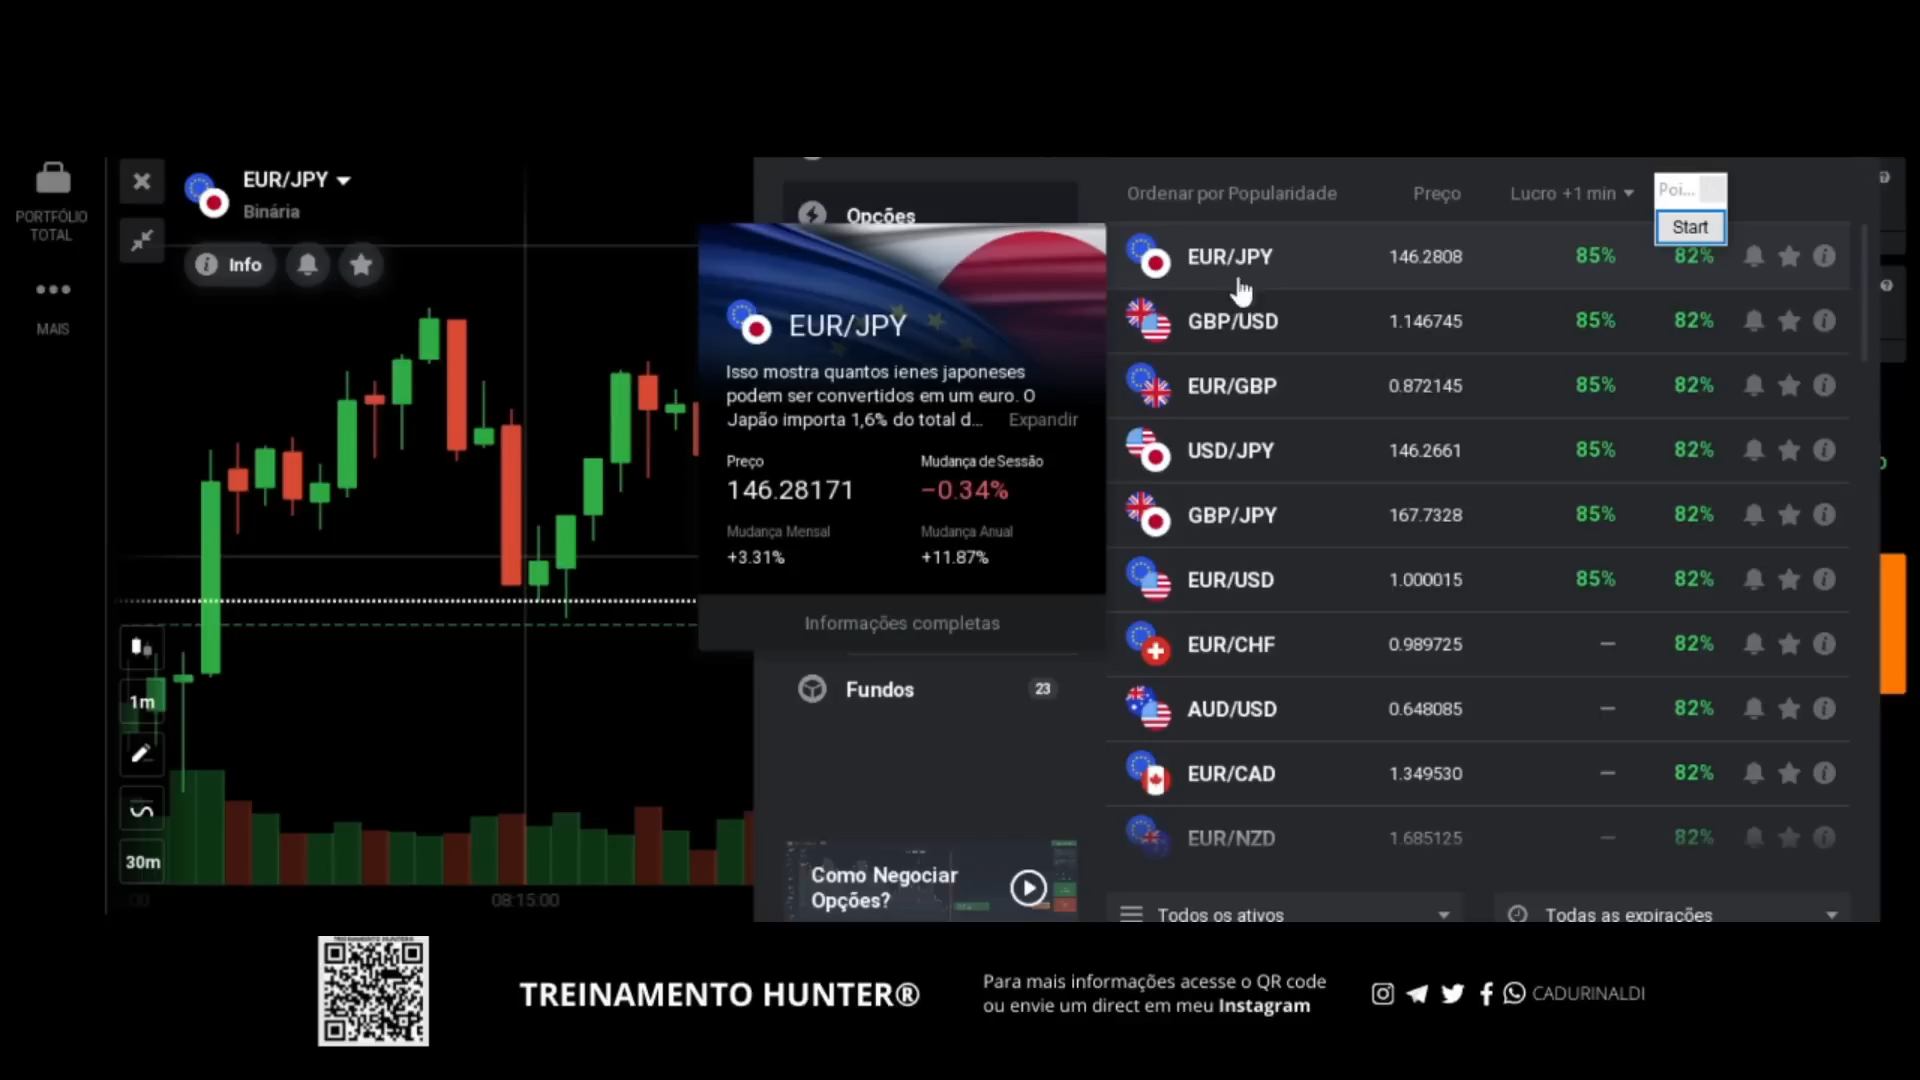 PORTFÓLIO
TOTAL
MAIS
EUR/JPY
Binária
Info
1m
30m
08:15:00
Opções
EUR/JPY
Isso mostra quantos ienes japoneses
podem ser convertidos em um euro. O
Japão importa 1,6% do total d... Expandir
Preço Mudança de Sessão
146.28171 −0.34%
Mudança Mensal Mudança Anual
+3.31% +11.87%
Informações completas
Fundos 23
Como Negociar
Opções?
Ordenar por Popularidade Preço Lucro +1 min
Poi...
Start
EUR/JPY 146.2808 85% 82%
GBP/USD 1.146745 85% 82%
EUR/GBP 0.872145 85% 82%
USD/JPY 146.2661 85% 82%
GBP/JPY 167.7328 85% 82%
EUR/USD 1.000015 85% 82%
EUR/CHF 0.989725 — 82%
AUD/USD 0.648085 — 82%
EUR/CAD 1.349530 — 82%
EUR/NZD 1.685125 — 82%
Todos os ativos Todas as expirações
TREINAMENTO HUNTER®
Para mais informações acesse o QR code
ou envie um direct em meu Instagram
CADURINALDI